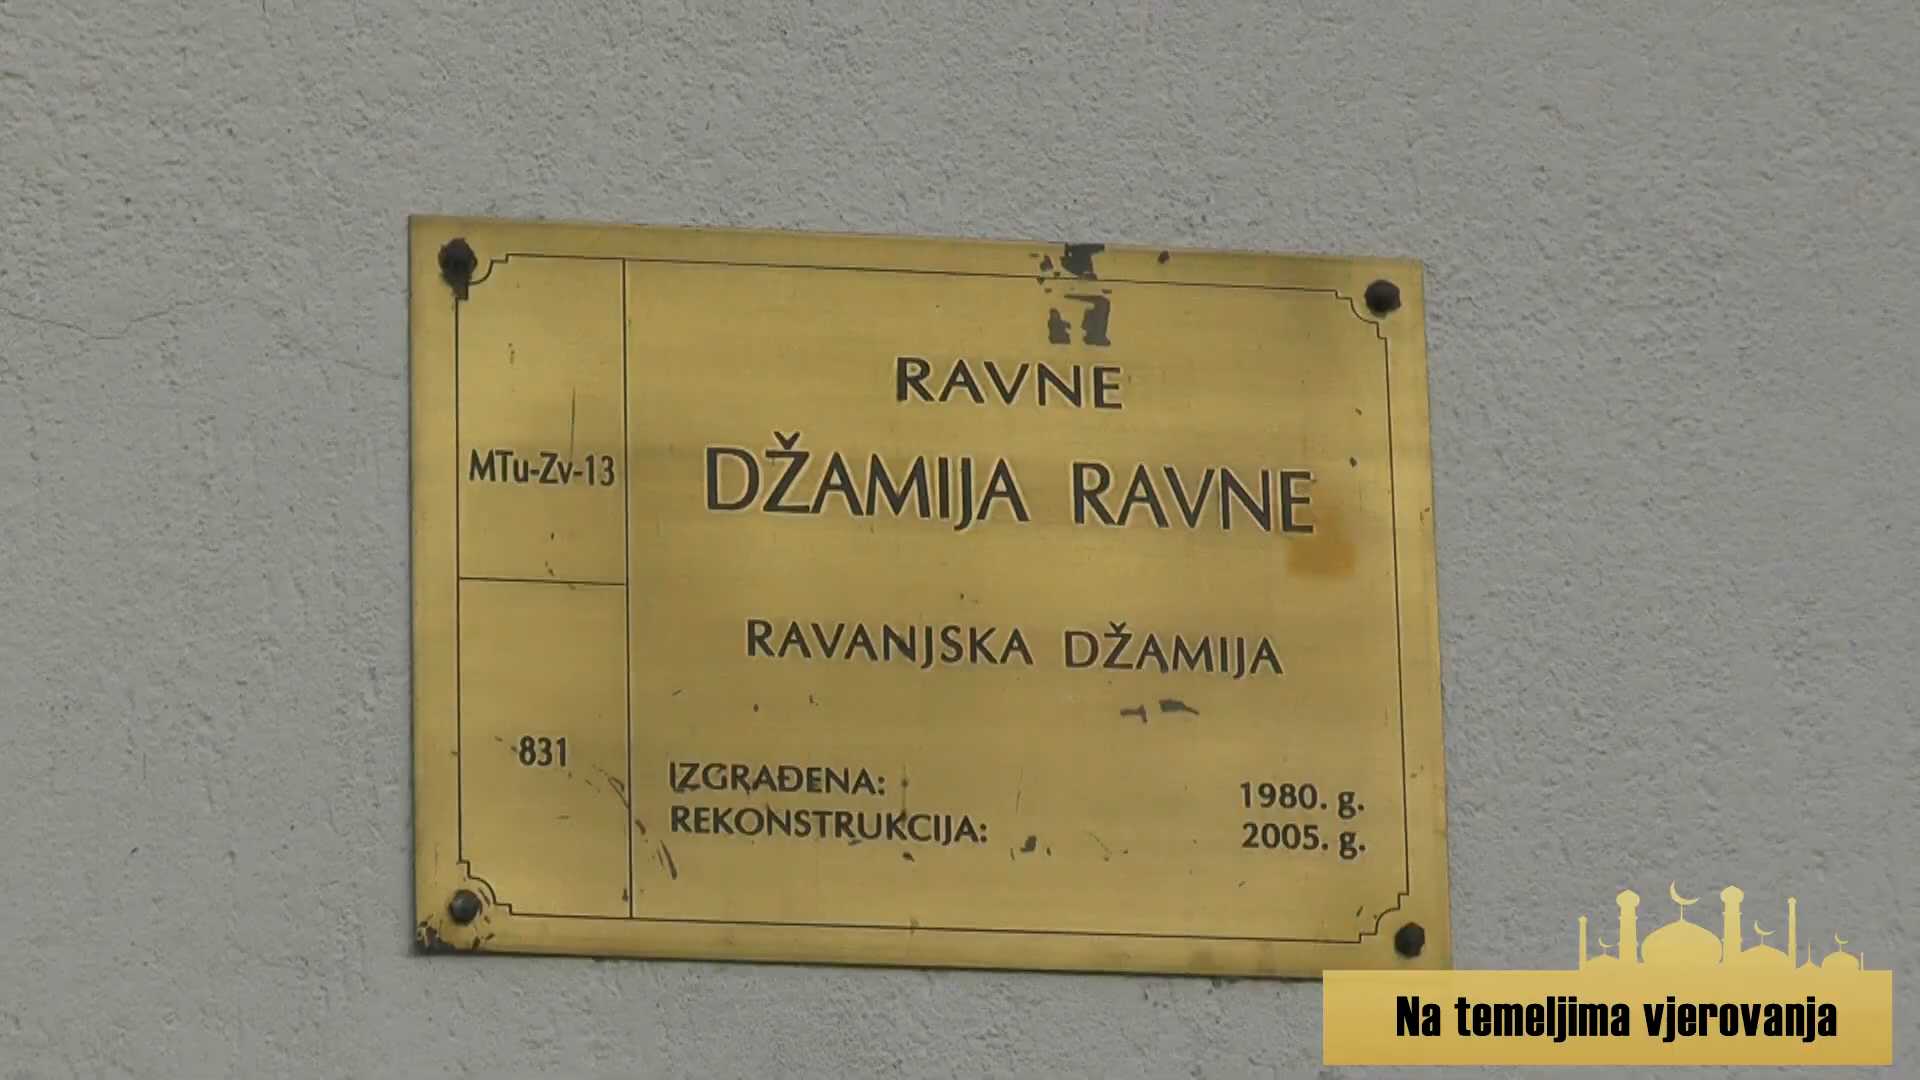 RAVNE
MTu-Zv-13
DŽAMIJA RAVNE
RAVANJSKA DŽAMIJA
831
IZGRAĐENA: 1980. g.
REKONSTRUKCIJA: 2005. g.
Na temeljima vjerovanja